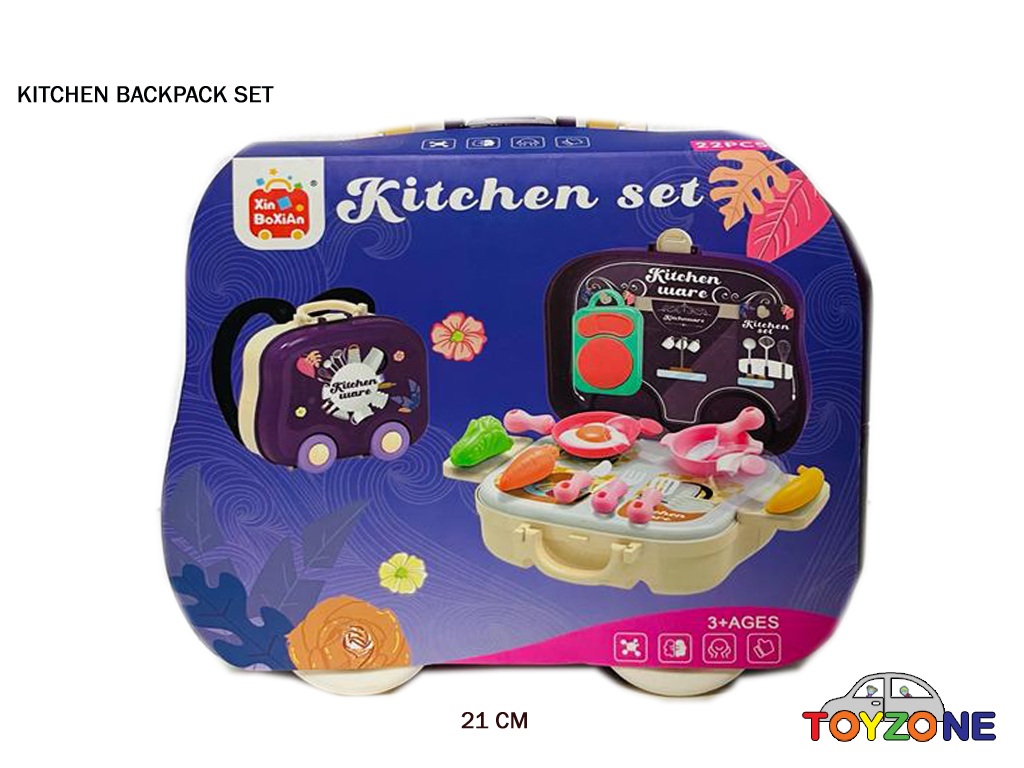 KITCHEN BACKPACK SET
22PCS
Xin
BoXiAn
®
Kitchen set
Kitchen
ware
Kitchenware
Kitchen
set
Kitchen
ware
3+AGES
21 CM
TOYZONE